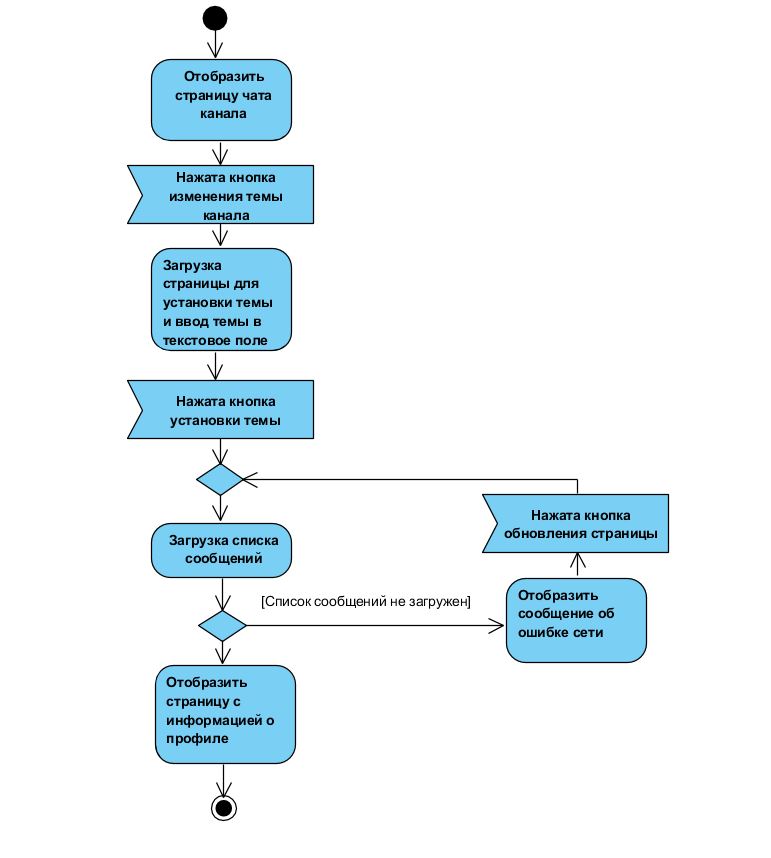 Отобразить
страницу чата
канала
Нажата кнопка
изменения темы
канала
Загрузка
страницы для
установки темы
и ввод темы в
текстовое поле
Нажата кнопка
установки темы
Нажата кнопка
обновления страницы
Загрузка списка
сообщений
[Список сообщений не загружен]
Отобразить
сообщение об
ошибке сети
Отобразить
страницу с
информацией о
профиле